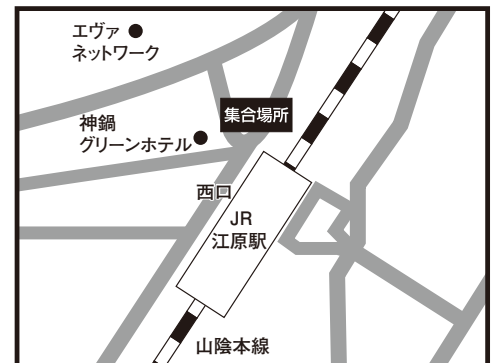 エヴァ
ネットワーク
集合場所
神鍋
グリーンホテル
西口
JR
江原駅
山陰本線